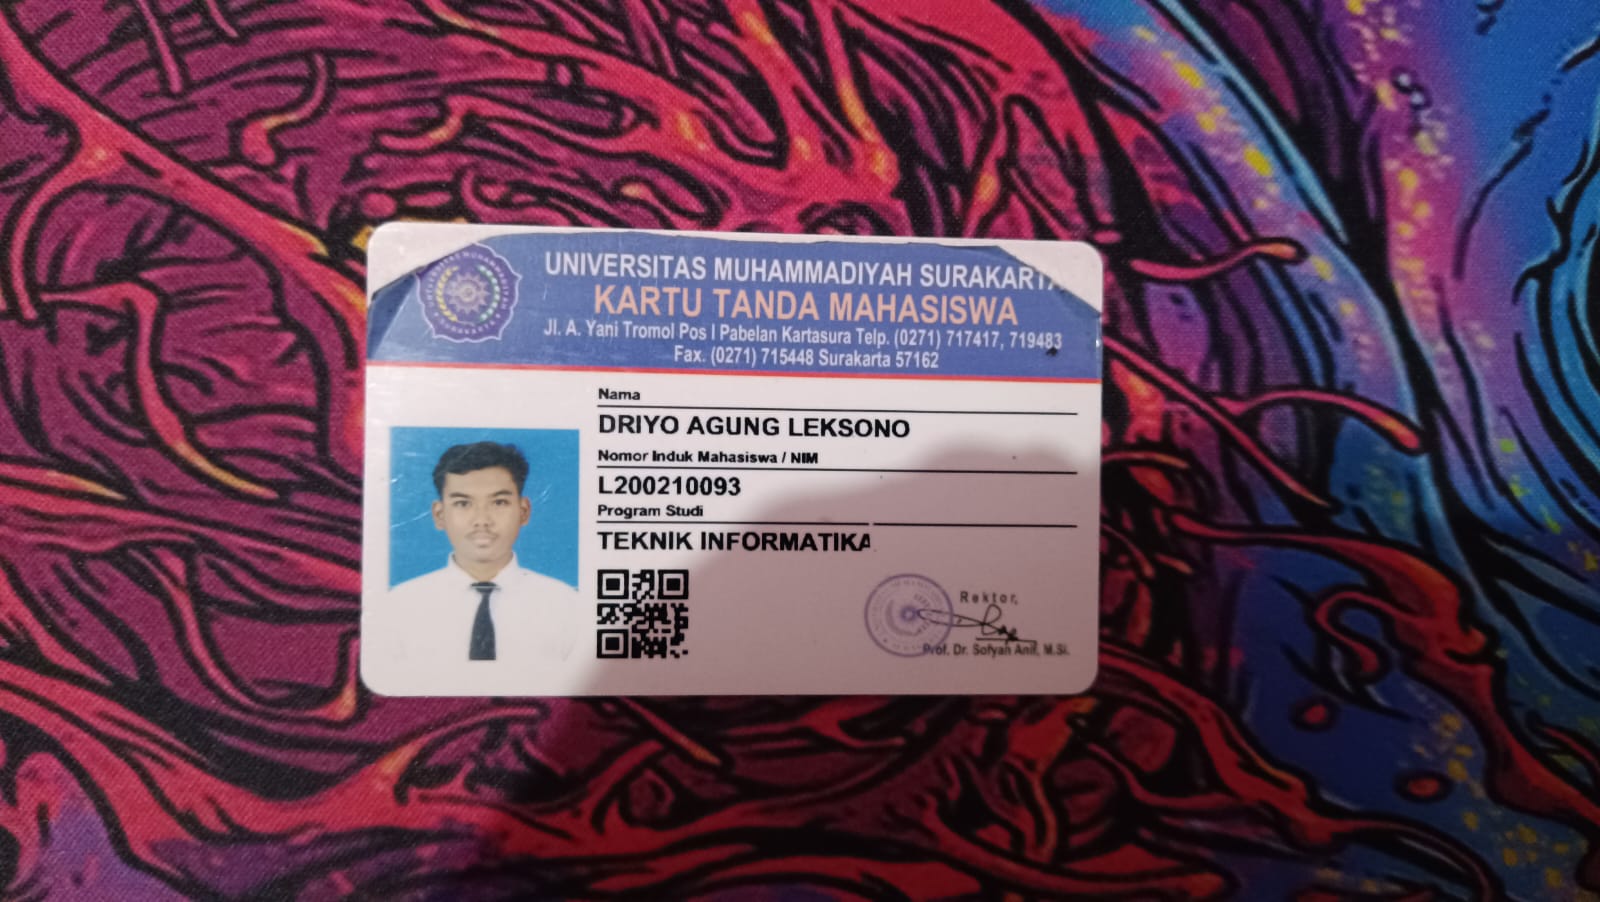 UNIVERSITAS MUHAMMADIYAH SURAKARTA
KARTU TANDA MAHASISWA
Jl. A. Yani Tromol Pos I Pabelan Kartasura Telp. (0271) 717417, 719483
Fax. (0271) 715448 Surakarta 57162
Nama
DRIYO AGUNG LEKSONO
Nomor Induk Mahasiswa / NIM
L200210093
Program Studi
TEKNIK INFORMATIKA
Rektor,
Prof. Dr. Sofyan Anif, M.Si.